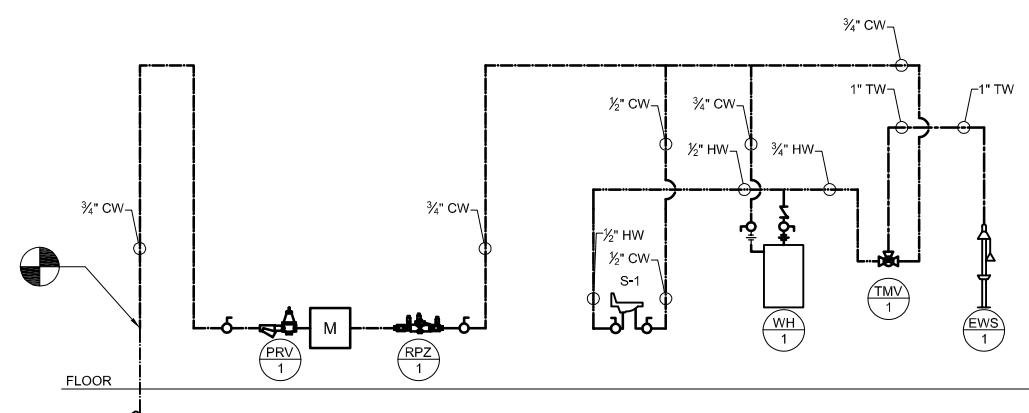 ¾" CW
1" TW
1" TW
½" CW
¾" CW
½" HW
¾" HW
¾" CW
¾" CW
½" HW
½" CW
S-1
TMV
1
M
WH
1
EWS
1
PRV
1
RPZ
1
FLOOR